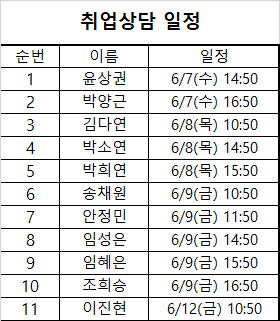 취업상담 일정
순번 이름 일정
1 윤상권 6/7(수) 14:50
2 박양근 6/7(수) 16:50
3 김다연 6/8(목) 10:50
4 박소연 6/8(목) 14:50
5 박희연 6/8(목) 15:50
6 송채원 6/9(금) 10:50
7 안정민 6/9(금) 11:50
8 임성은 6/9(금) 14:50
9 임혜은 6/9(금) 15:50
10 조희승 6/9(금) 16:50
11 이진현 6/12(금) 10:50